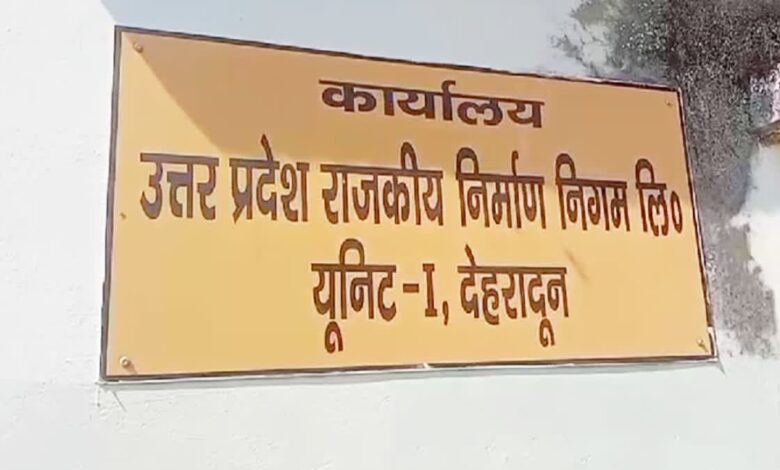 कार्यालय
उत्तर प्रदेश राजकीय निर्माण निगम लि०
यूनिट-I, देहरादून